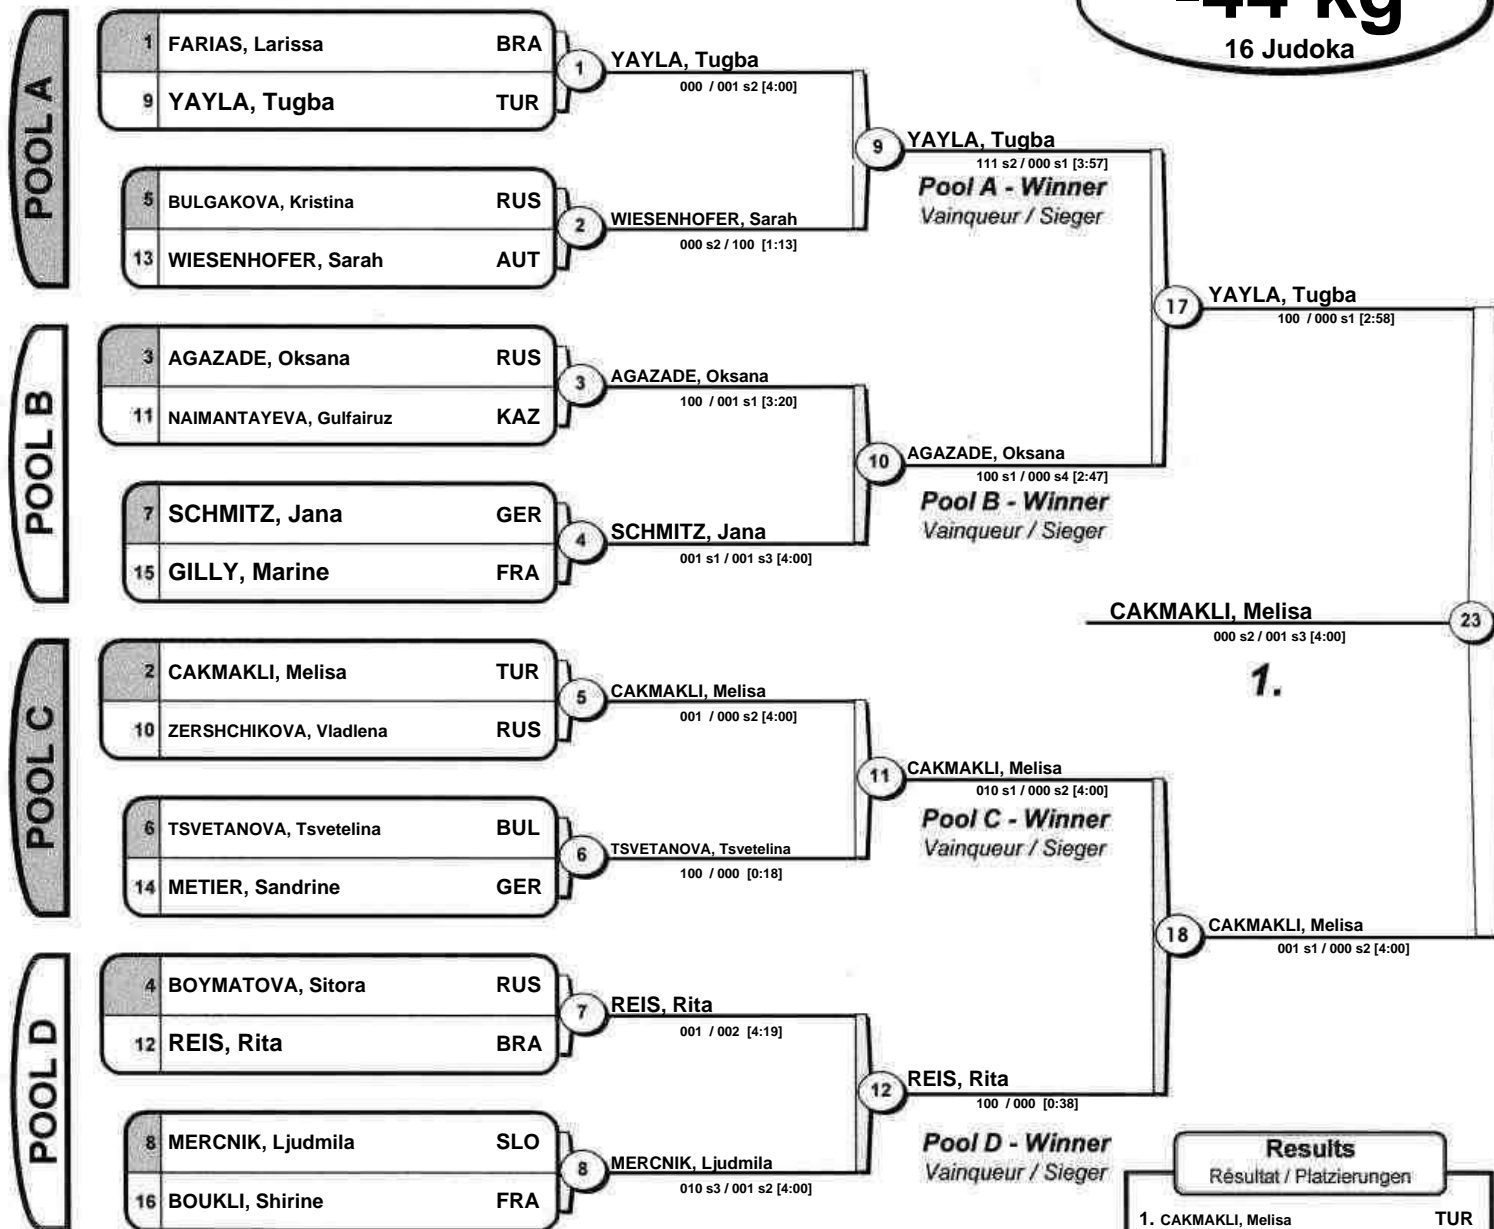 -44 kg
16 Judoka
POOL A
1 FARIAS, Larissa BRA
9 YAYLA, Tugba TUR
1
YAYLA, Tugba
000 / 001 s2 [4:00]
5 BULGAKOVA, Kristina RUS
13 WIESENHOFER, Sarah AUT
2
WIESENHOFER, Sarah
000 s2 / 100 [1:13]
9
YAYLA, Tugba
111 s2 / 000 s1 [3:57]
Pool A - Winner
Vainqueur / Sieger
POOL B
3 AGAZADE, Oksana RUS
11 NAIMANTAYEVA, Gulfairuz KAZ
3
AGAZADE, Oksana
100 / 001 s1 [3:20]
7 SCHMITZ, Jana GER
15 GILLY, Marine FRA
4
SCHMITZ, Jana
001 s1 / 001 s3 [4:00]
10
AGAZADE, Oksana
100 s1 / 000 s4 [2:47]
Pool B - Winner
Vainqueur / Sieger
17
YAYLA, Tugba
100 / 000 s1 [2:58]
CAKMAKLI, Melisa
000 s2 / 001 s3 [4:00]
23
1.
POOL C
2 CAKMAKLI, Melisa TUR
10 ZERSHCHIKOVA, Vladlena RUS
5
CAKMAKLI, Melisa
001 / 000 s2 [4:00]
6 TSVETANOVA, Tsvetelina BUL
14 METIER, Sandrine GER
6
TSVETANOVA, Tsvetelina
100 / 000 [0:18]
11
CAKMAKLI, Melisa
010 s1 / 000 s2 [4:00]
Pool C - Winner
Vainqueur / Sieger
18
CAKMAKLI, Melisa
001 s1 / 000 s2 [4:00]
POOL D
4 BOYMATOVA, Sitora RUS
12 REIS, Rita BRA
7
REIS, Rita
001 / 002 [4:19]
8 MERCNIK, Ljudmila SLO
16 BOUKLI, Shirine FRA
8
MERCNIK, Ljudmila
010 s3 / 001 s2 [4:00]
12
REIS, Rita
100 / 000 [0:38]
Pool D - Winner
Vainqueur / Sieger
Results
Résultat / Platzierungen
1. CAKMAKLI, Melisa TUR